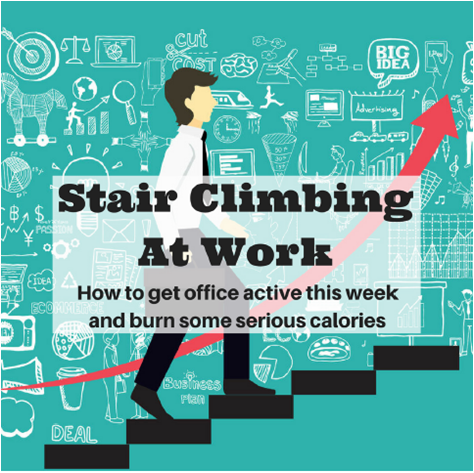 cut
COST
BIG
IDEA
Advertising
Stair Climbing
At Work
How to get office active this week
and burn some serious calories
PASSION
IDEA
ECOMMERCE
Business
Plan
DEAL